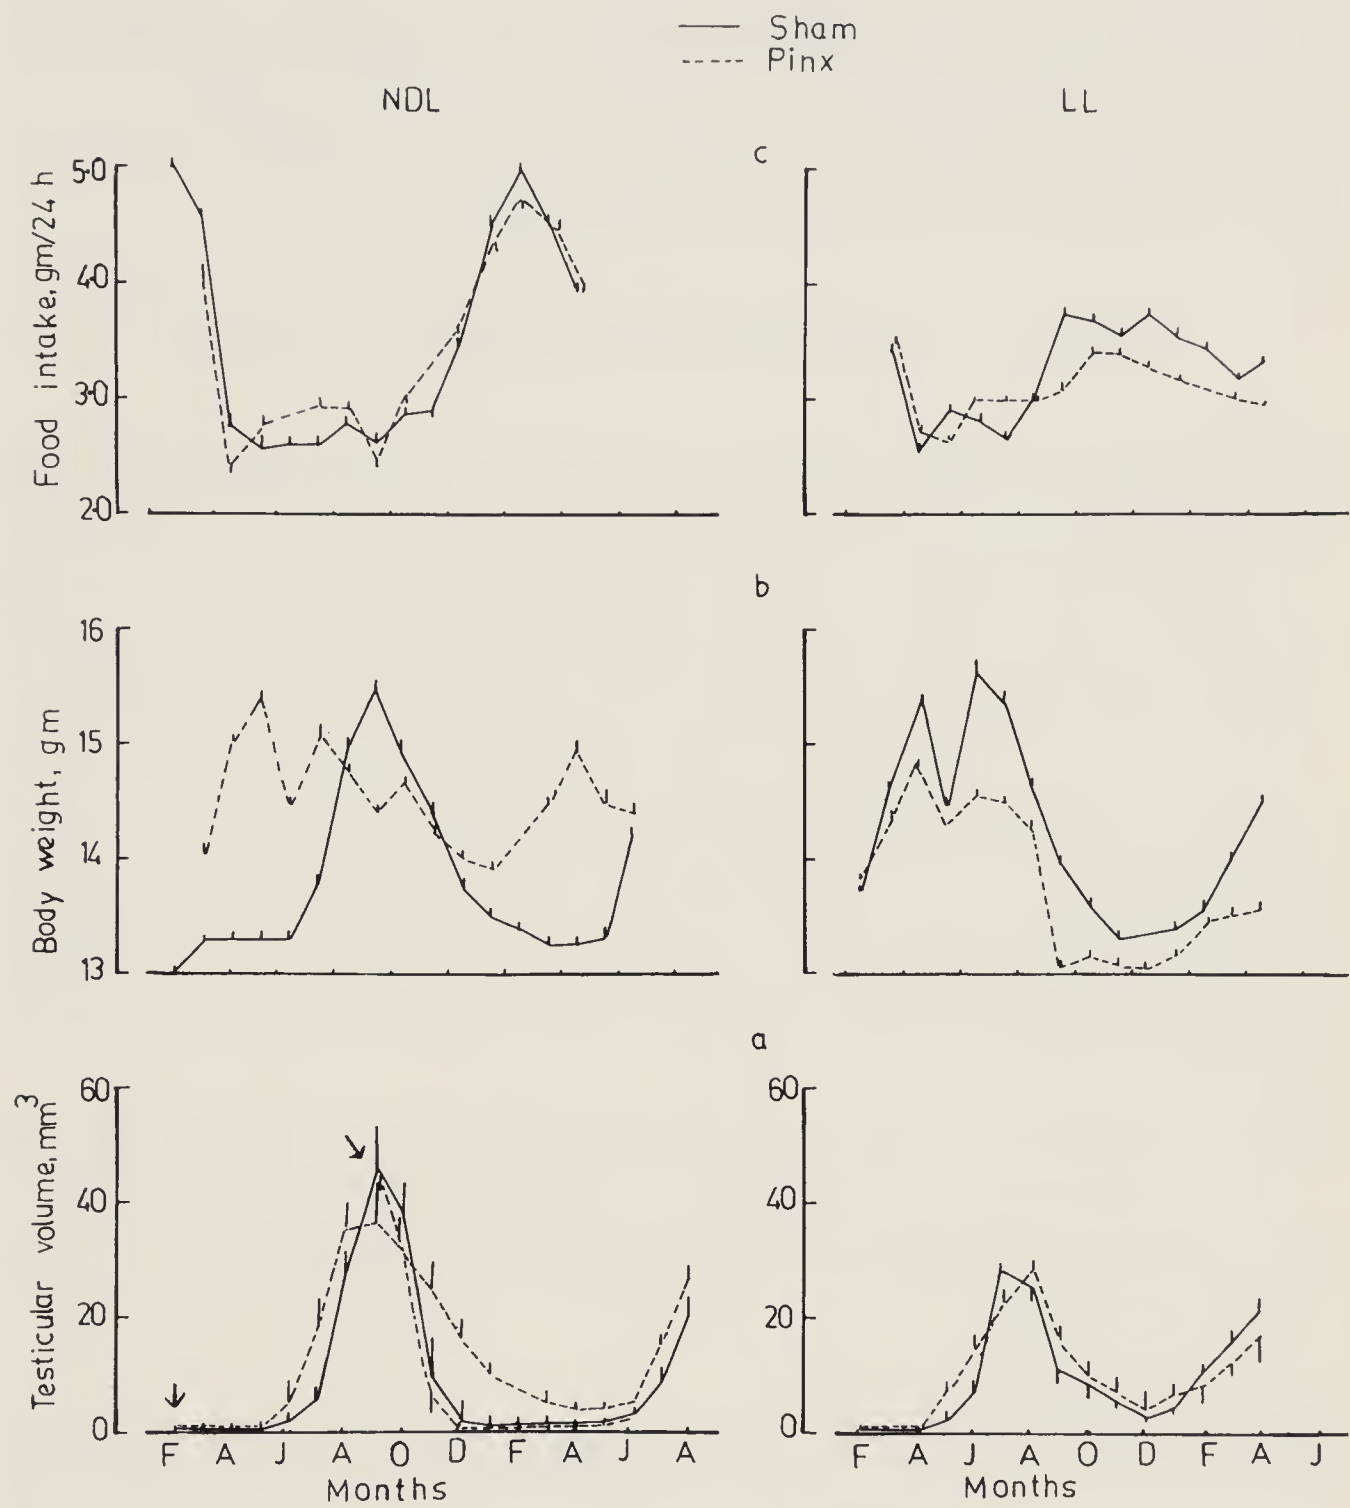 Sham
Pinx
NDL
LL
c
Food intake, gm/24 h
5·0
4·0
3·0
2·0
b
Body weight, gm
16
15
14
13
a
Testicular volume, mm³
60
40
20
0
60
40
20
0
F A J A O D F A J A
Months
F A J A O D F A J
Months